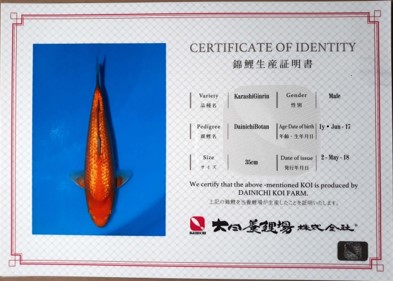 CERTIFICATE OF IDENTITY
錦鯉生産証明書
Variety KarashiGinrin Gender Male
品種名 性別
Pedigree DainichiBotan Age·Date of birth 1y・Jun・17
親鯉名 年齢・生年月日
Size 35cm Date of issue 2・May・18
サイズ 発行年月日
We certify that the above -mentioned KOI is produced by
DAINICHI KOI FARM.
上記の錦鯉を当養鯉場が生産したことを証明いたします。
DAINICHI 大日養鯉場株式会社